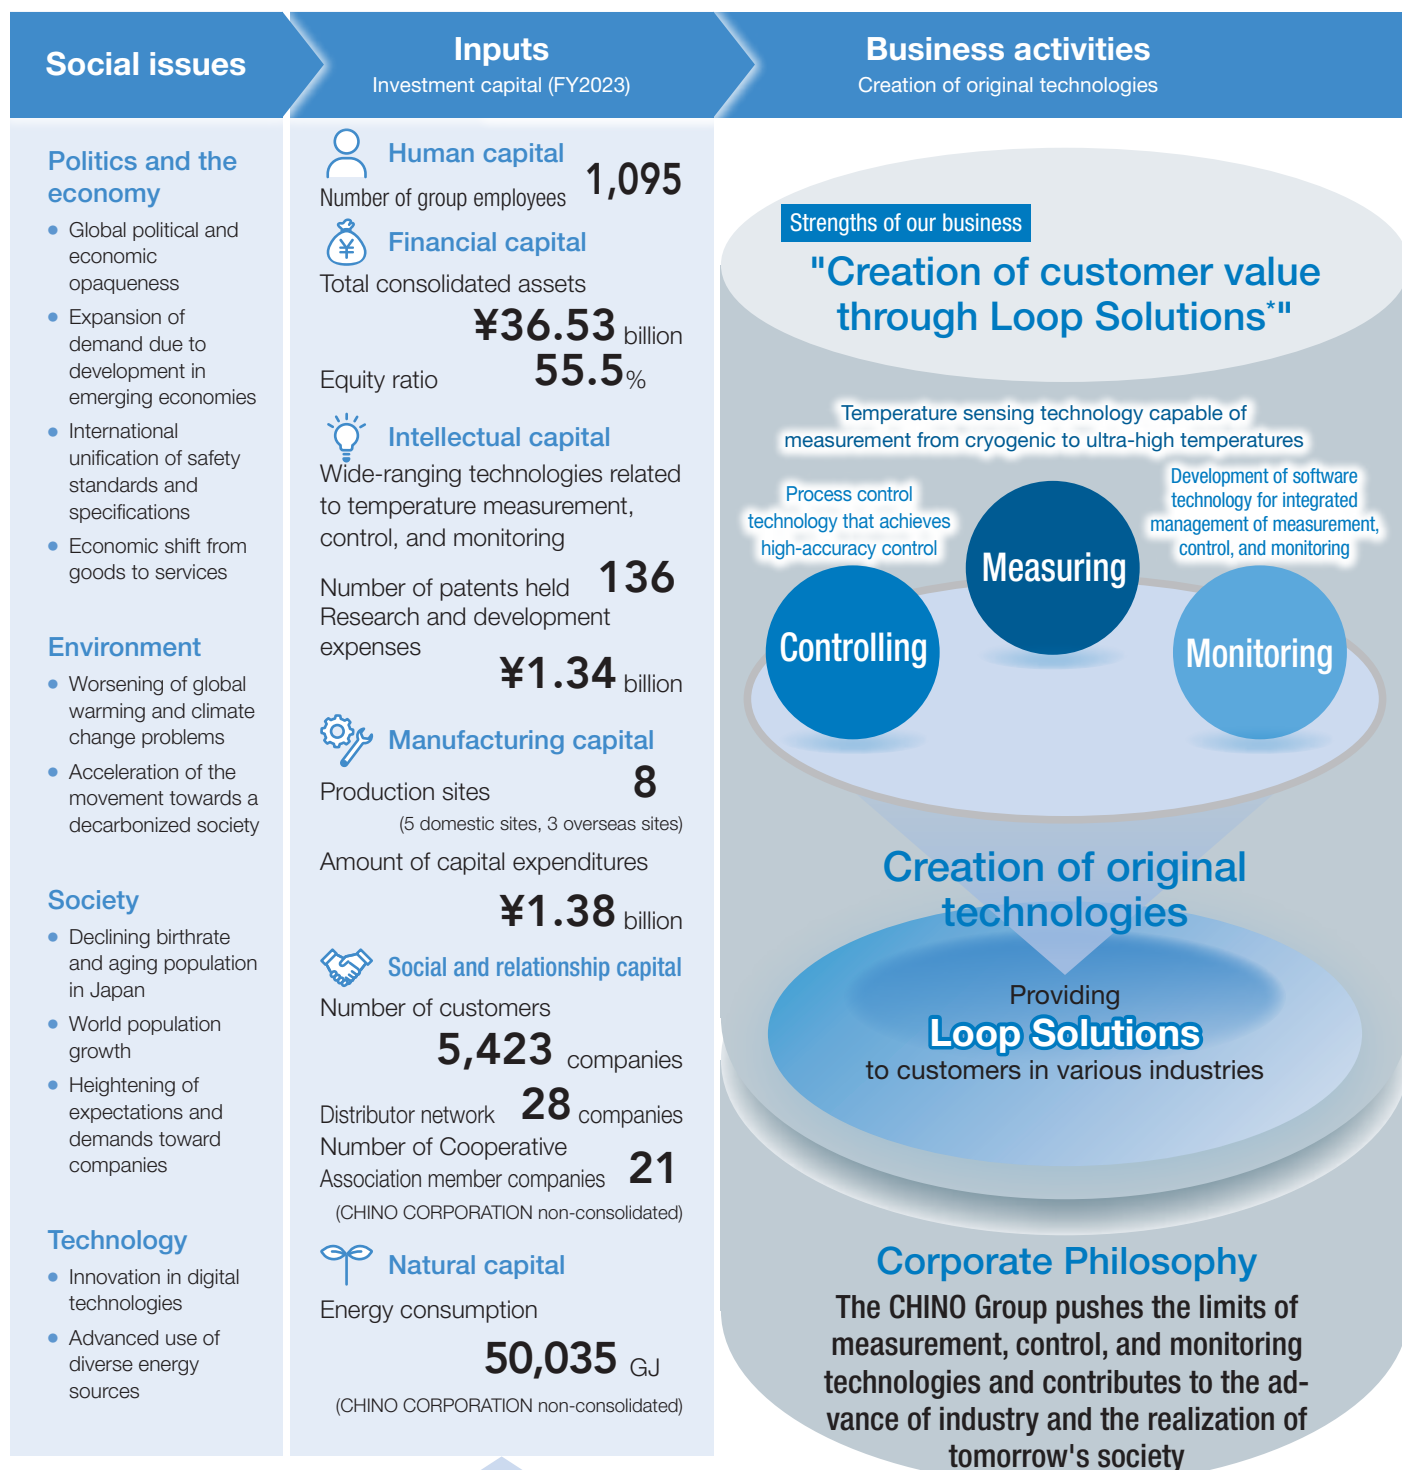 Social issues
Politics and the
economy
• Global political and
economic
opaqueness
• Expansion of
demand due to
development in
emerging economies
• International
unification of safety
standards and
specifications
• Economic shift from
goods to services
Environment
• Worsening of global
warming and climate
change problems
• Acceleration of the
movement towards a
decarbonized society
Society
• Declining birthrate
and aging population
in Japan
• World population
growth
• Heightening of
expectations and
demands toward
companies
Technology
• Innovation in digital
technologies
• Advanced use of
diverse energy
sources
Inputs
Investment capital (FY2023)
Human capital
Number of group employees 1,095
¥
Financial capital
Total consolidated assets
¥36.53 billion
Equity ratio 55.5%
Intellectual capital
Wide-ranging technologies related
to temperature measurement,
control, and monitoring
Number of patents held 136
Research and development
expenses
¥1.34 billion
Manufacturing capital
Production sites 8
(5 domestic sites, 3 overseas sites)
Amount of capital expenditures
¥1.38 billion
Social and relationship capital
Number of customers
5,423 companies
Distributor network 28 companies
Number of Cooperative
Association member companies 21
(CHINO CORPORATION non-consolidated)
Natural capital
Energy consumption
50,035 GJ
(CHINO CORPORATION non-consolidated)
Business activities
Creation of original technologies
Strengths of our business
"Creation of customer value
through Loop Solutions*"
Temperature sensing technology capable of
measurement from cryogenic to ultra-high temperatures
Process control
technology that achieves
high-accuracy control
Development of software
technology for integrated
management of measurement,
control, and monitoring
Measuring
Controlling
Monitoring
Creation of original
technologies
Providing
Loop Solutions
to customers in various industries
Corporate Philosophy
The CHINO Group pushes the limits of
measurement, control, and monitoring
technologies and contributes to the ad-
vance of industry and the realization of
tomorrow's society